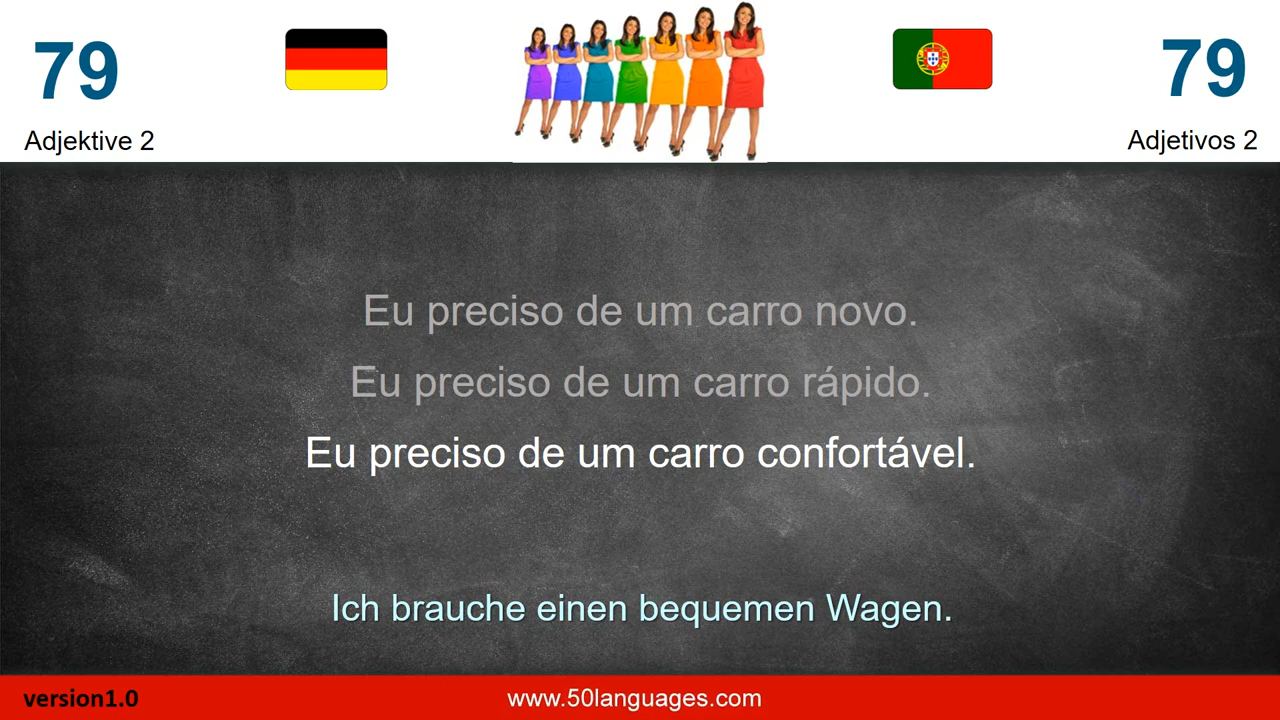 79
79
Adjektive 2
Adjetivos 2
Eu preciso de um carro novo.
Eu preciso de um carro rápido.
Eu preciso de um carro confortável.
Ich brauche einen bequemen Wagen.
version1.0
www.50languages.com